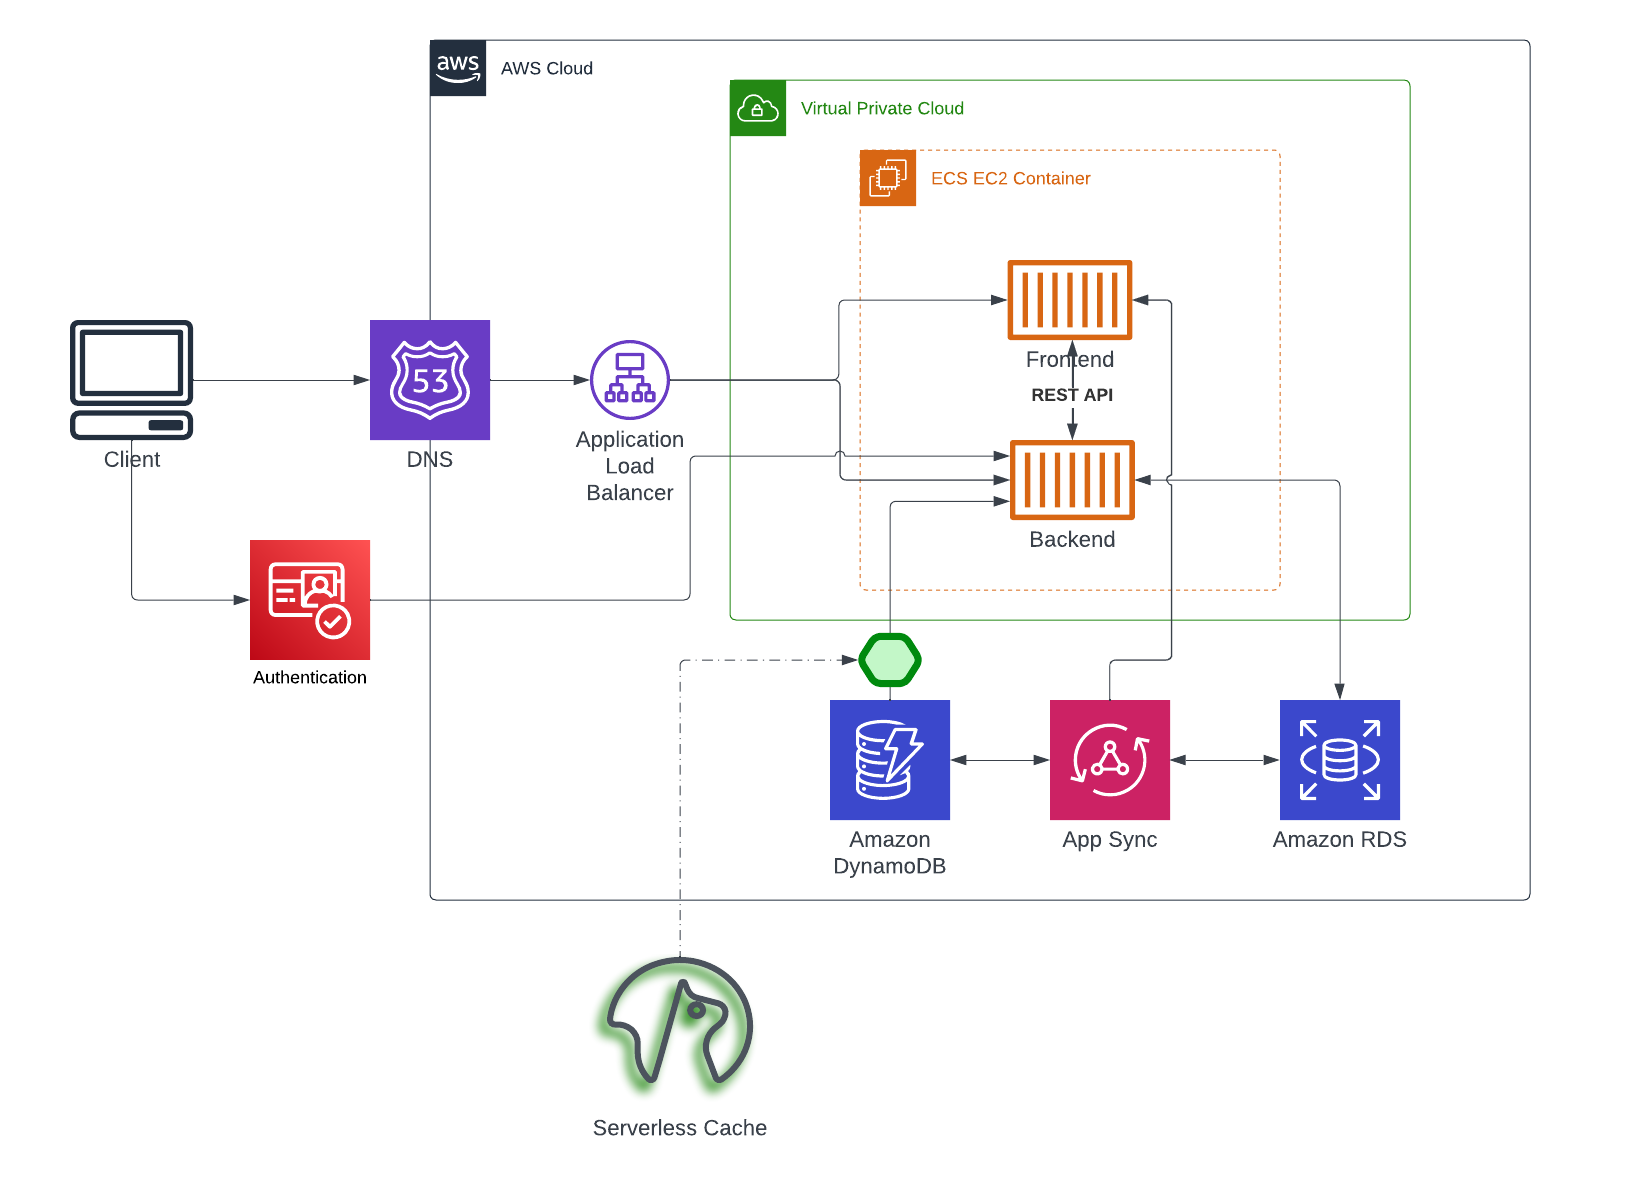 aws
AWS Cloud
Virtual Private Cloud
ECS EC2 Container
Frontend
REST API
Backend
Client
53
DNS
Application
Load
Balancer
Authentication
Amazon
DynamoDB
App Sync
Amazon RDS
Serverless Cache